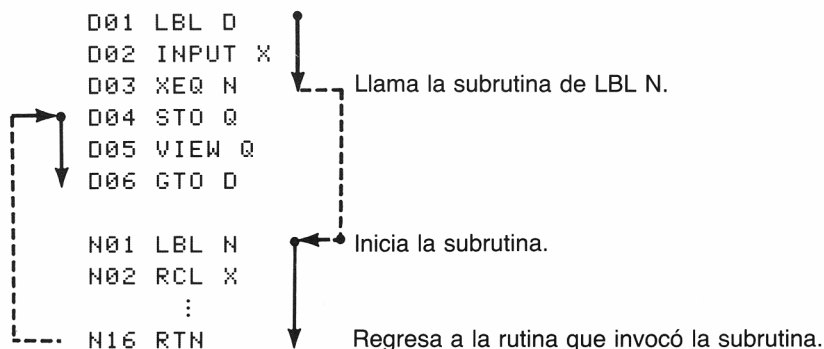 D01 LBL D
D02 INPUT X
D03 XEQ N Llama la subrutina de LBL N.
D04 STO Q
D05 VIEW Q
D06 GTO D
N01 LBL N Inicia la subrutina.
N02 RCL X
⋮
N16 RTN Regresa a la rutina que invocó la subrutina.